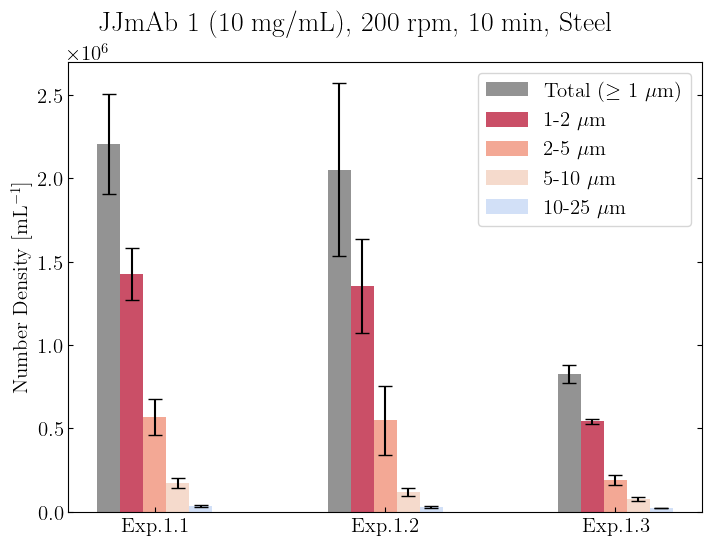 JJmAb 1 (10 mg/mL), 200 rpm, 10 min, Steel
×10⁶
Number Density [mL⁻¹]
2.5
2.0
1.5
1.0
0.5
0.0
Total (≥ 1 μm)
1-2 μm
2-5 μm
5-10 μm
10-25 μm
Exp.1.1 Exp.1.2 Exp.1.3